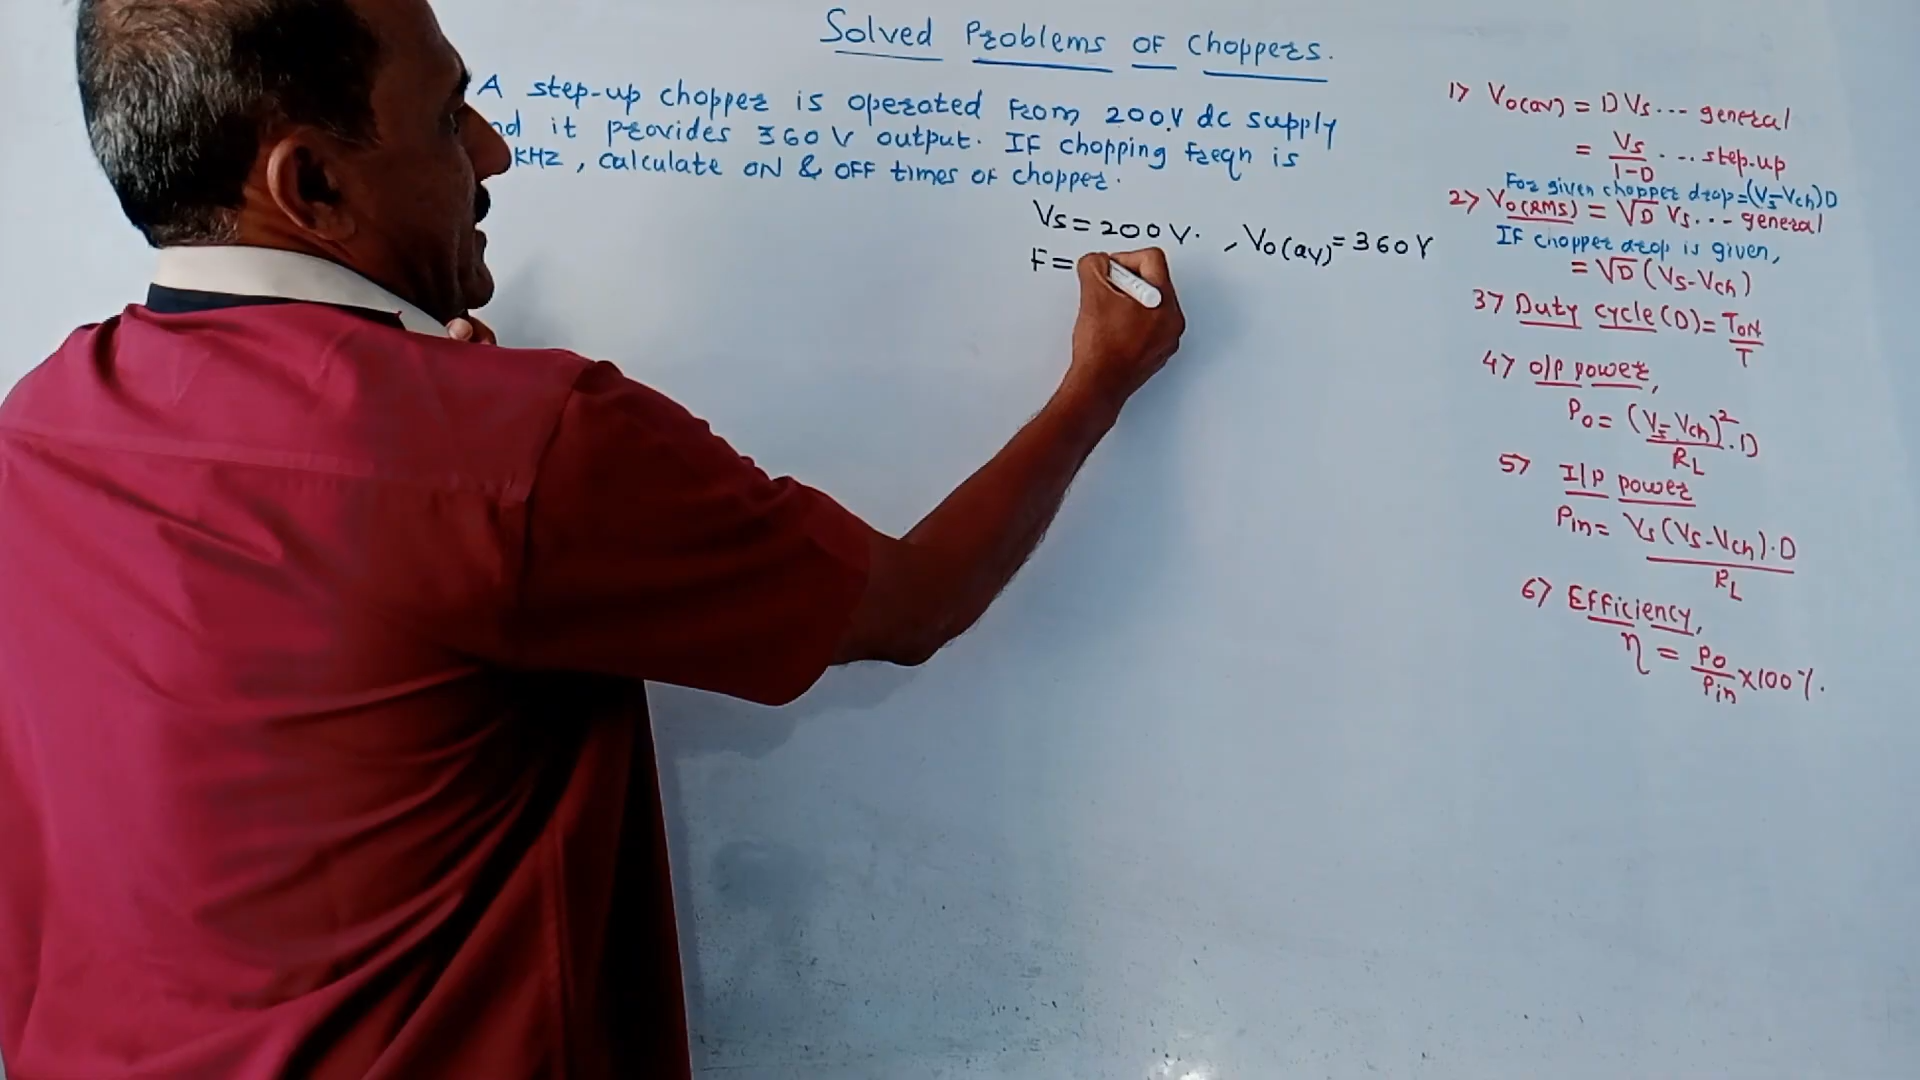 Solved Problems OF Choppers.
A step-up chopper is operated From 200V dc supply
nd it provides 360V output. IF chopping Freqn is
KHZ, calculate ON & OFF times OF chopper.
Vs = 200V. , Vo(av) = 360V
F =
1> Vo(av) = DVs ... general
= Vs/1-D ... step-up
For given chopper drop = (Vs-Vch)D
2> Vo(RMS) = √D Vs... general
IF chopper drop is given,
= √D (Vs-Vch)
3> Duty cycle(D) = TON/T
4> O/P power,
Po = (Vs-Vch)²/RL . D
5> I/P power
Pin = Vs(Vs-Vch).D/RL
6> Efficiency,
η = Po/Pin ×100%.